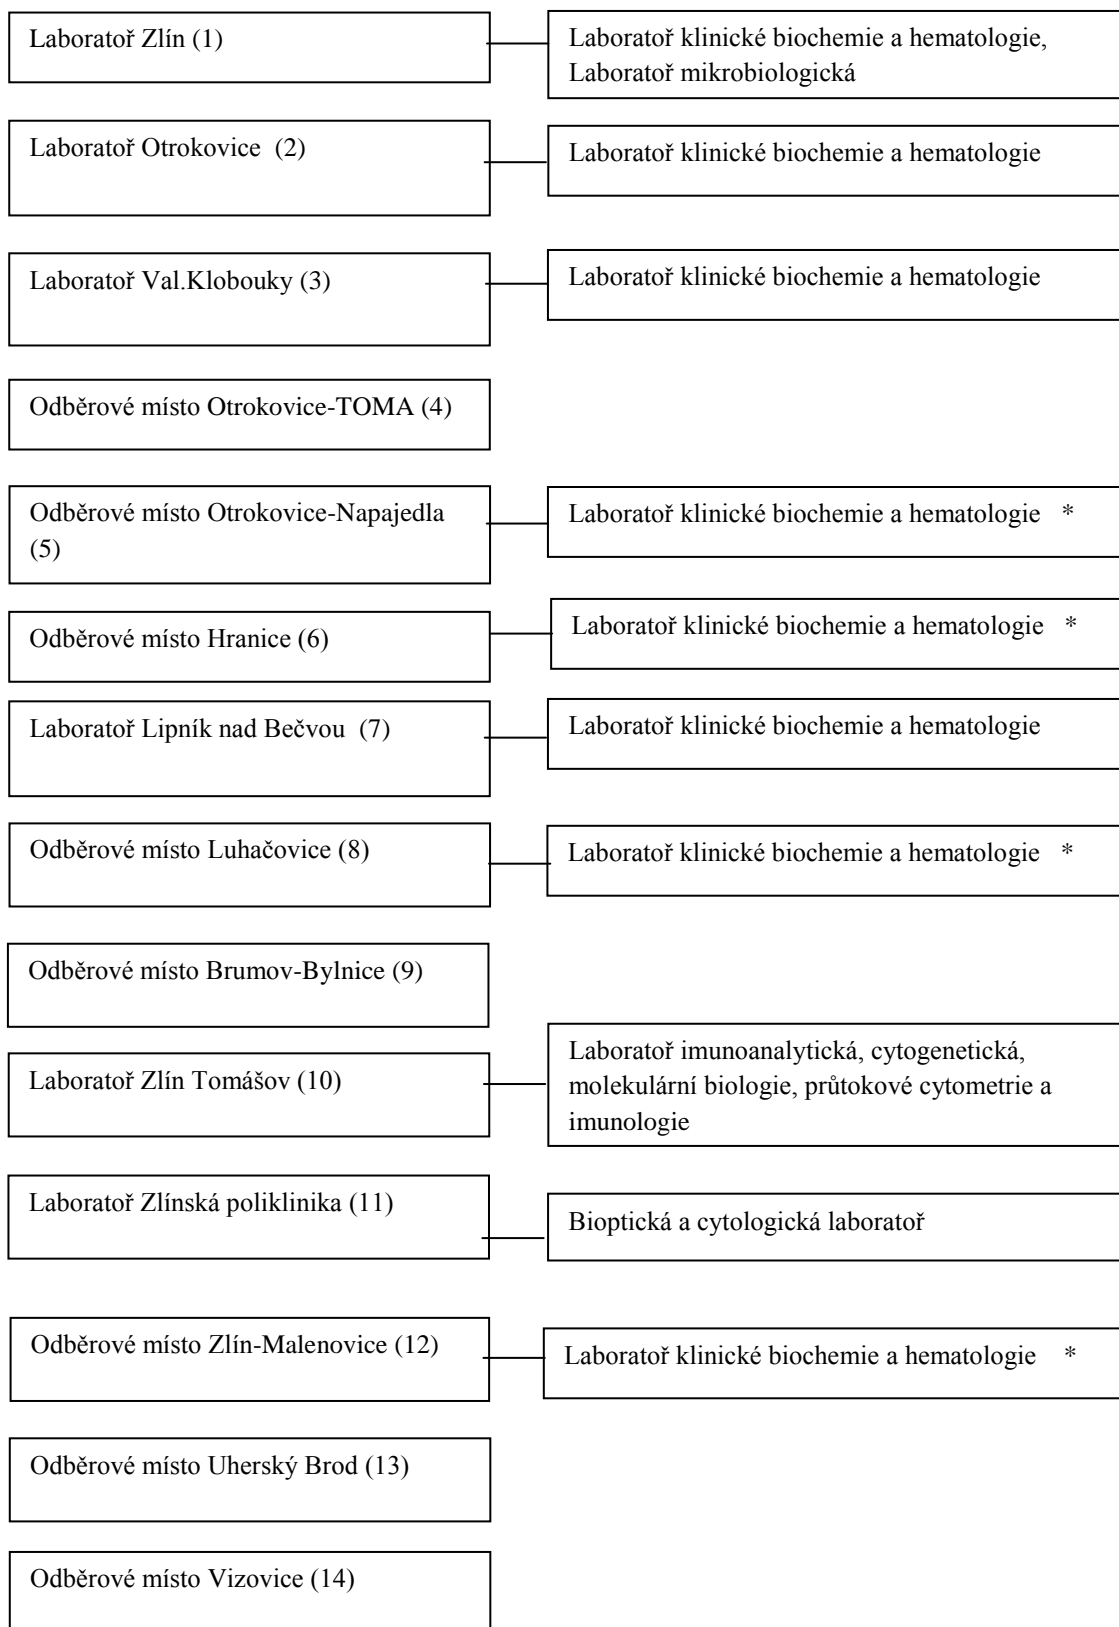 Laboratoř Zlín (1)
Laboratoř klinické biochemie a hematologie,
Laboratoř mikrobiologická
Laboratoř Otrokovice (2)
Laboratoř klinické biochemie a hematologie
Laboratoř Val.Klobouky (3)
Laboratoř klinické biochemie a hematologie
Odběrové místo Otrokovice-TOMA (4)
Odběrové místo Otrokovice-Napajedla
(5)
Laboratoř klinické biochemie a hematologie *
Odběrové místo Hranice (6)
Laboratoř klinické biochemie a hematologie *
Laboratoř Lipník nad Bečvou (7)
Laboratoř klinické biochemie a hematologie
Odběrové místo Luhačovice (8)
Laboratoř klinické biochemie a hematologie *
Odběrové místo Brumov-Bylnice (9)
Laboratoř Zlín Tomášov (10)
Laboratoř imunoanalytická, cytogenetická,
molekulární biologie, průtokové cytometrie a
imunologie
Laboratoř Zlínská poliklinika (11)
Bioptická a cytologická laboratoř
Odběrové místo Zlín-Malenovice (12)
Laboratoř klinické biochemie a hematologie *
Odběrové místo Uherský Brod (13)
Odběrové místo Vizovice (14)